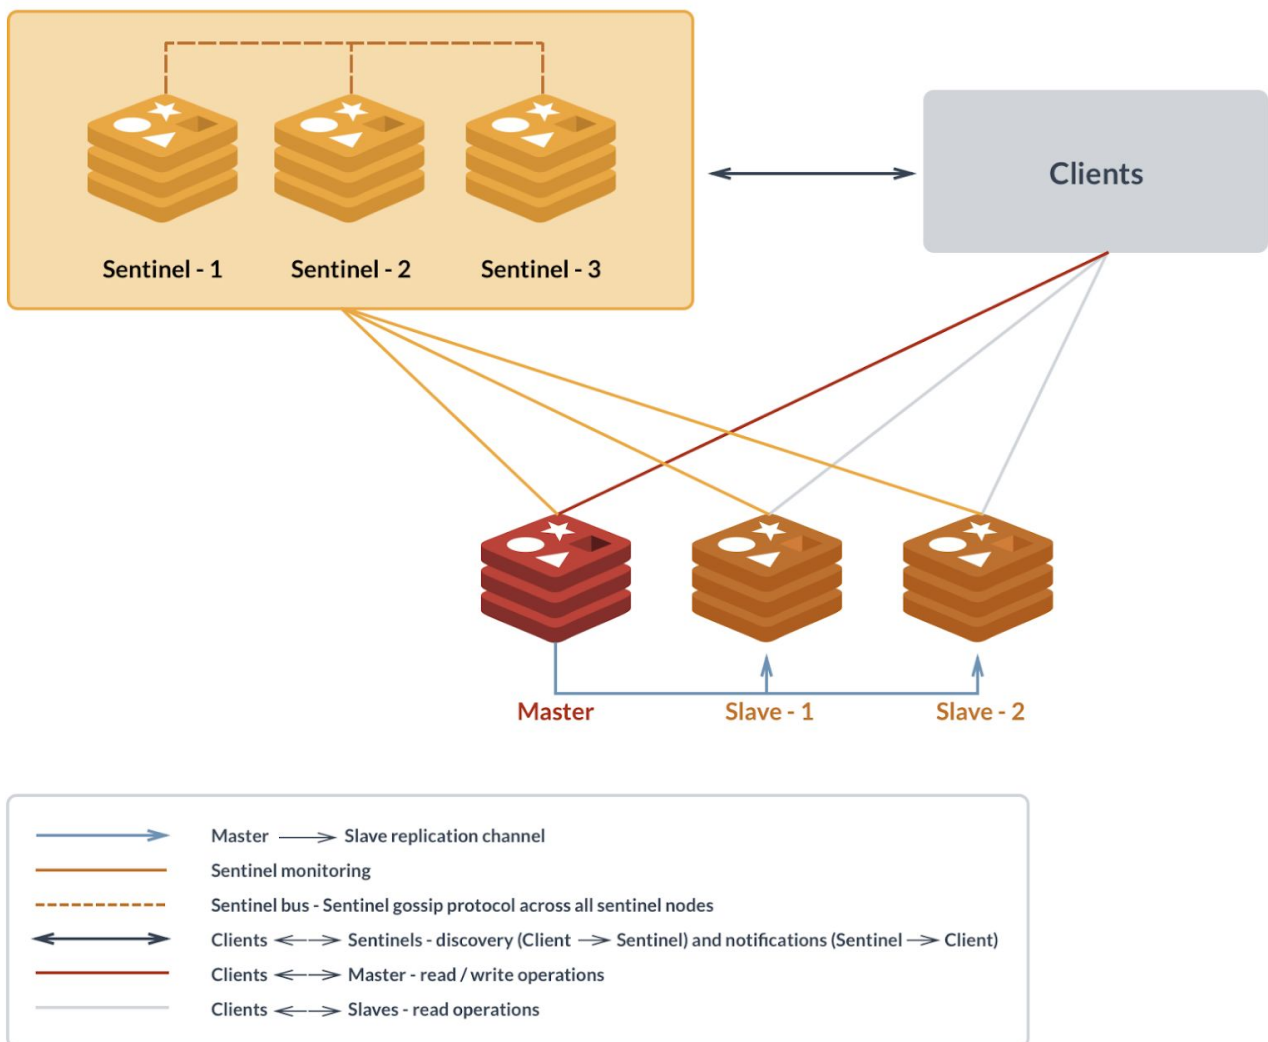 Clients
Sentinel - 1
Sentinel - 2
Sentinel - 3
Master
Slave - 1
Slave - 2
Master → Slave replication channel
Sentinel monitoring
Sentinel bus - Sentinel gossip protocol across all sentinel nodes
Clients ←→ Sentinels - discovery (Client → Sentinel) and notifications (Sentinel → Client)
Clients ←→ Master - read / write operations
Clients ←→ Slaves - read operations